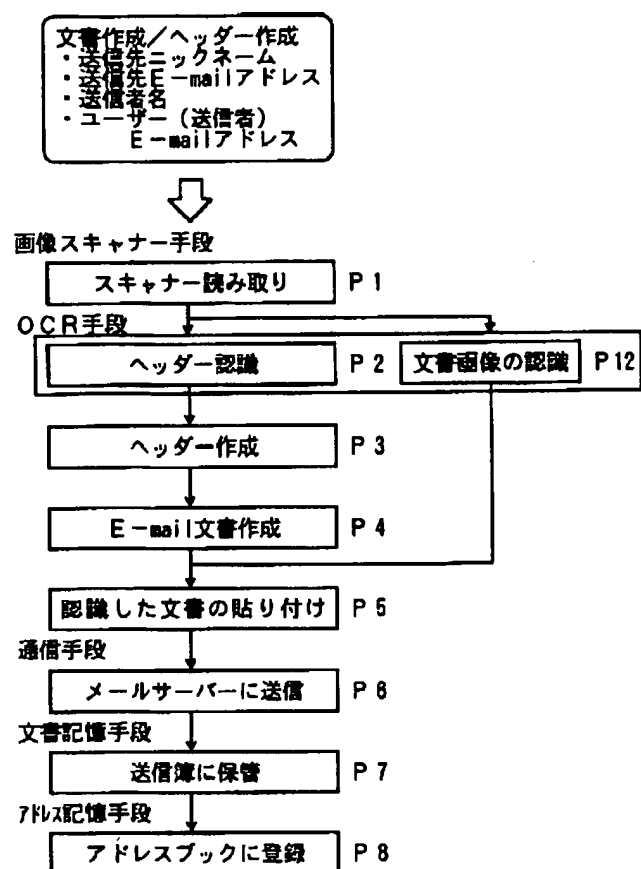 文書作成/ヘッダー作成
・送信先ニックネーム
・送信先E-mailアドレス
・送信者名
・ユーザー(送信者)
E-mailアドレス
画像スキャナー手段
スキャナー読み取り P1
OCR手段
ヘッダー認識 P2 文書画像の認識 P12
ヘッダー作成 P3
E-mail文書作成 P4
認識した文書の貼り付け P5
通信手段
メールサーバーに送信 P6
文書記憶手段
送信簿に保管 P7
アドレス記憶手段
アドレスブックに登録 P8